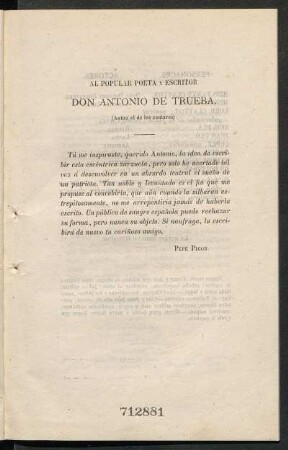 AL POPULAR POETA Y ESCRITOR
DON ANTONIO DE TRUEBA.
(Anton el de los cantares)
Tú me inspiraste, querido Antonio, la idea de escri-
bir esta excéntrica zarzuela, pero solo he acertado tal
vez á desenvolver en un absurdo teatral el sueño de
un patriota. Tan noble y levantado es el fin que me
propuse al concebirla, que aun cuando la silbaran es-
trepitosamente, no me arrepentiria jamás de haberla
escrito. Un público de sangre española puede rechazar
su forma, pero nunca su objeto. Si naufraga, la escri-
birá de nuevo tu cariñoso amigo,
PEPE PICON.
712881